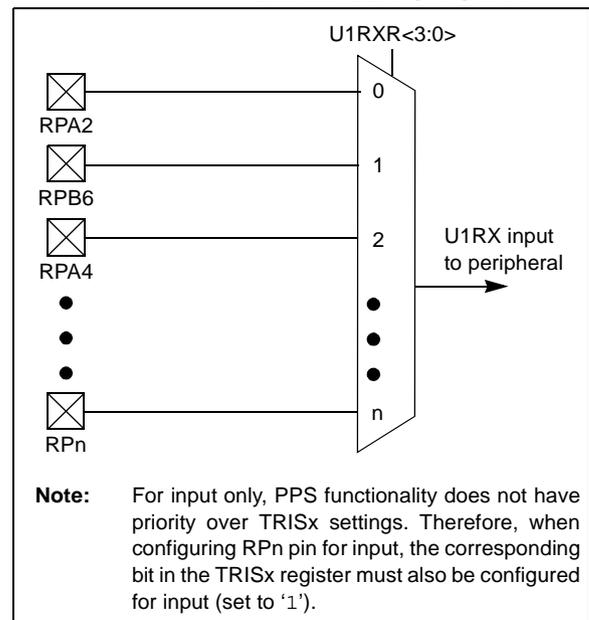 U1RXR<3:0>
RPA2
0
RPB6
1
RPA4
2
U1RX input
to peripheral
RPn
n
Note: For input only, PPS functionality does not have
priority over TRISx settings. Therefore, when
configuring RPn pin for input, the corresponding
bit in the TRISx register must also be configured
for input (set to ‘1’).